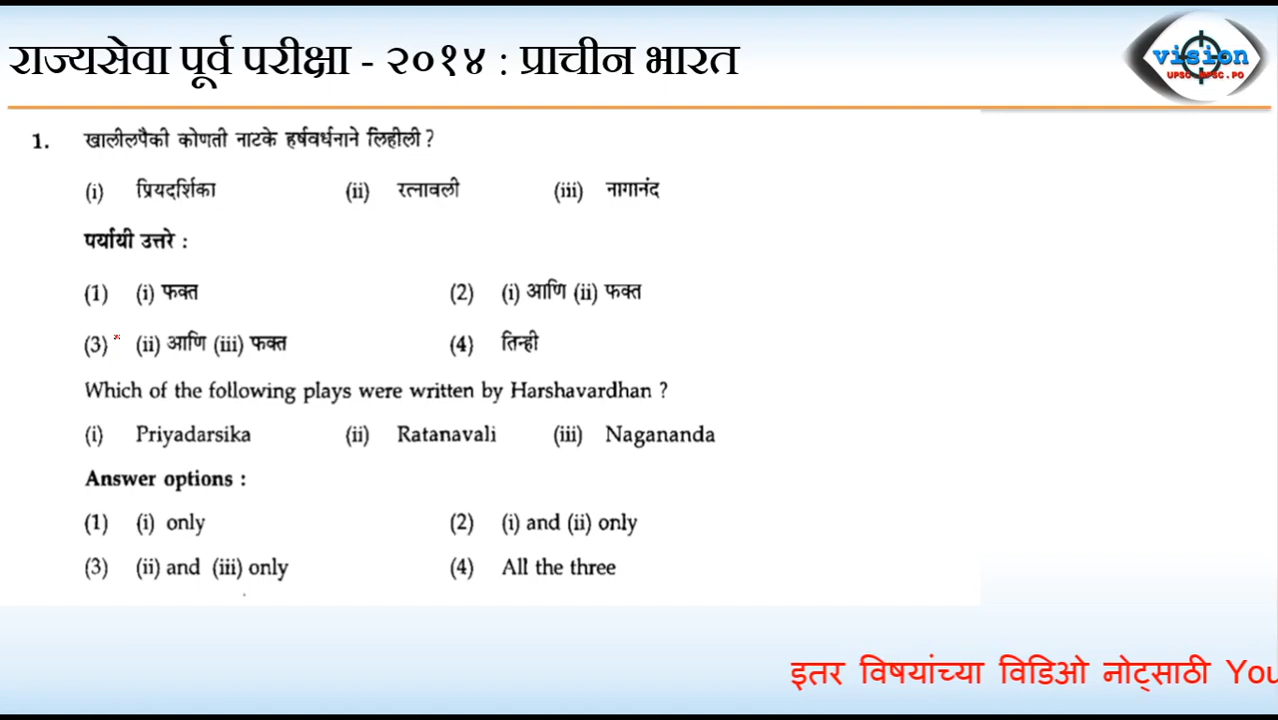 राज्यसेवा पूर्व परीक्षा - २०१४ : प्राचीन भारत
vision
UPSC MPSC . PO
1. खालीलपैकी कोणती नाटके हर्षवर्धनाने लिहीली ?
(i) प्रियदर्शिका (ii) रत्नावली (iii) नागानंद
पर्यायी उत्तरे :
(1) (i) फक्त (2) (i) आणि (ii) फक्त
(3) (ii) आणि (iii) फक्त (4) तिन्ही
Which of the following plays were written by Harshavardhan ?
(i) Priyadarsika (ii) Ratanavali (iii) Nagananda
Answer options :
(1) (i) only (2) (i) and (ii) only
(3) (ii) and (iii) only (4) All the three
इतर विषयांच्या विडिओ नोट्साठी You